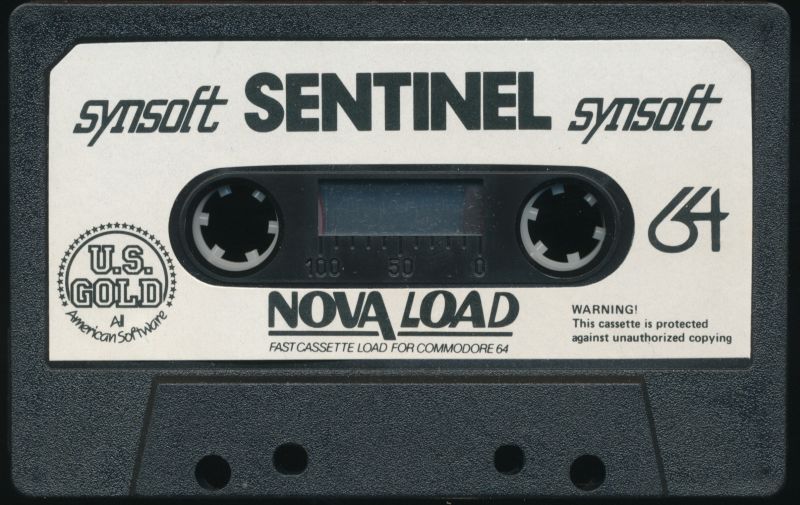 synsoft SENTINEL synsoft
64
U.S.
GOLD
All
American Software
100 50 0
NOVA LOAD
FAST CASSETTE LOAD FOR COMMODORE 64
WARNING!
This cassette is protected
against unauthorized copying